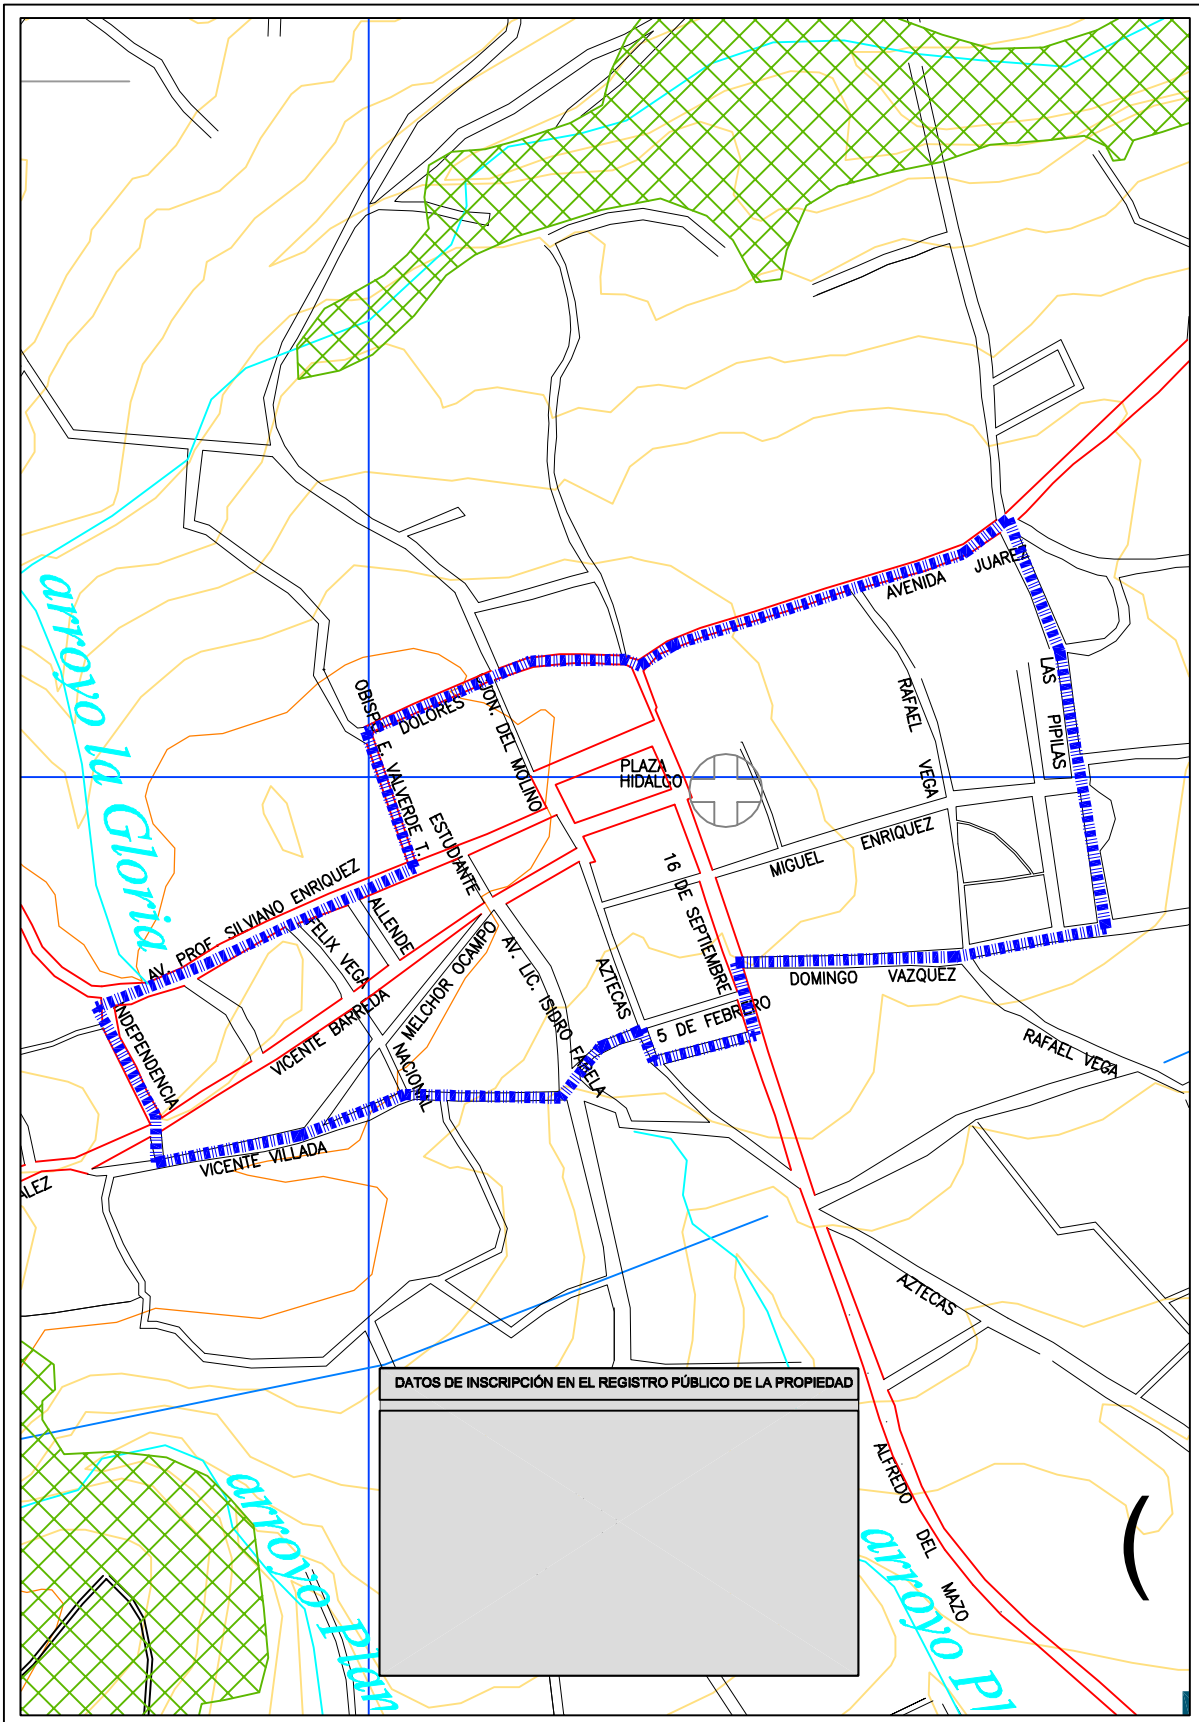 arroyo la Gloria
AVENIDA JUAREZ
LAS PIPILAS
RAFAEL VEGA
OBISPO E. VALVERDE T.
DOLORES
CJON. DEL MOLINO
PLAZA
HIDALGO
ESTUDIANTE
MIGUEL ENRIQUEZ
16 DE SEPTIEMBRE
AV. PROF. SILVIANO ENRIQUEZ
ALLENDE
FELIX VEGA
MELCHOR OCAMPO
AV. LIC. ISIDRO FABELA
AZTECAS
DOMINGO VAZQUEZ
5 DE FEBRERO
INDEPENDENCIA
VICENTE BARREDA
NACIONAL
RAFAEL VEGA
VICENTE VILLADA
ALEZ
AZTECAS
DATOS DE INSCRIPCIÓN EN EL REGISTRO PÚBLICO DE LA PROPIEDAD
ALFREDO DEL MAZO
arroyo Plan
arroyo Pl
(